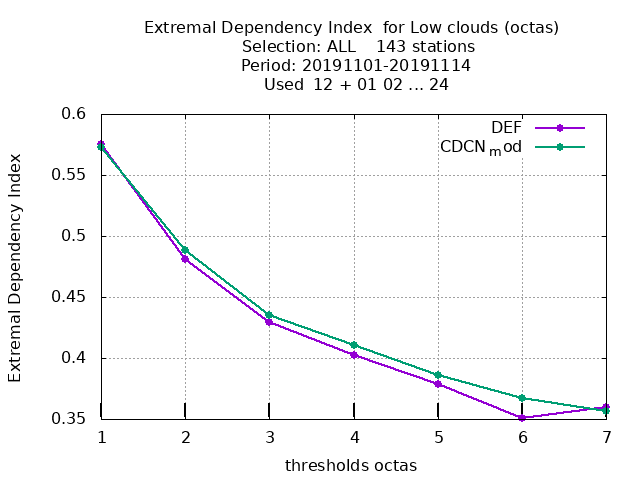 Extremal Dependency Index  for Low clouds (octas)
Selection: ALL    143 stations
Period: 20191101-20191114
Used  12 + 01 02 ... 24
DEF
CDCN_mod
0.6
0.55
0.5
0.45
0.4
0.35
Extremal Dependency Index
1 2 3 4 5 6 7
thresholds octas